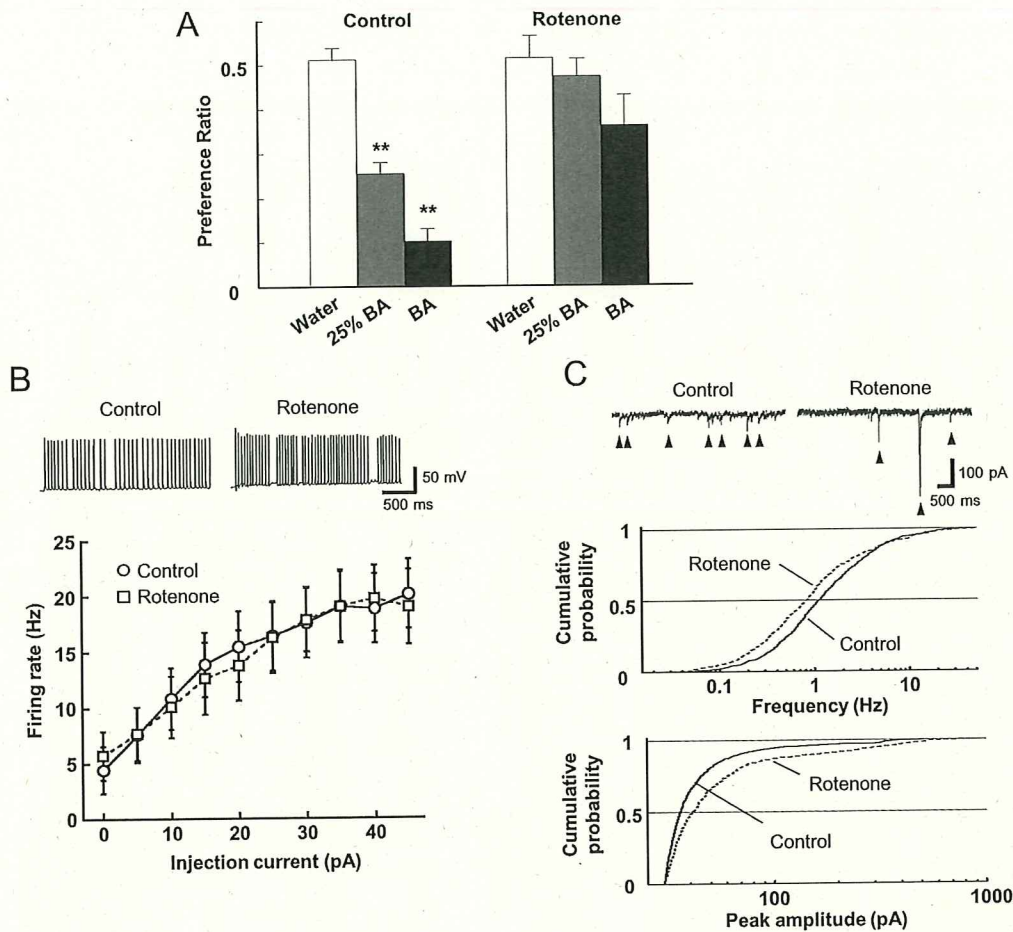 A
Control
Rotenone
Preference Ratio
0.5
0
**
**
Water
25% BA
BA
Water
25% BA
BA
B
Control
Rotenone
50 mV
500 ms
Firing rate (Hz)
25
20
15
10
5
0
Control
Rotenone
0 10 20 30 40
Injection current (pA)
C
Control
Rotenone
100 pA
500 ms
Cumulative
probability
1
0.5
0
Rotenone
Control
0.1 1 10
Frequency (Hz)
Cumulative
probability
1
0.5
0
Rotenone
Control
100 1000
Peak amplitude (pA)